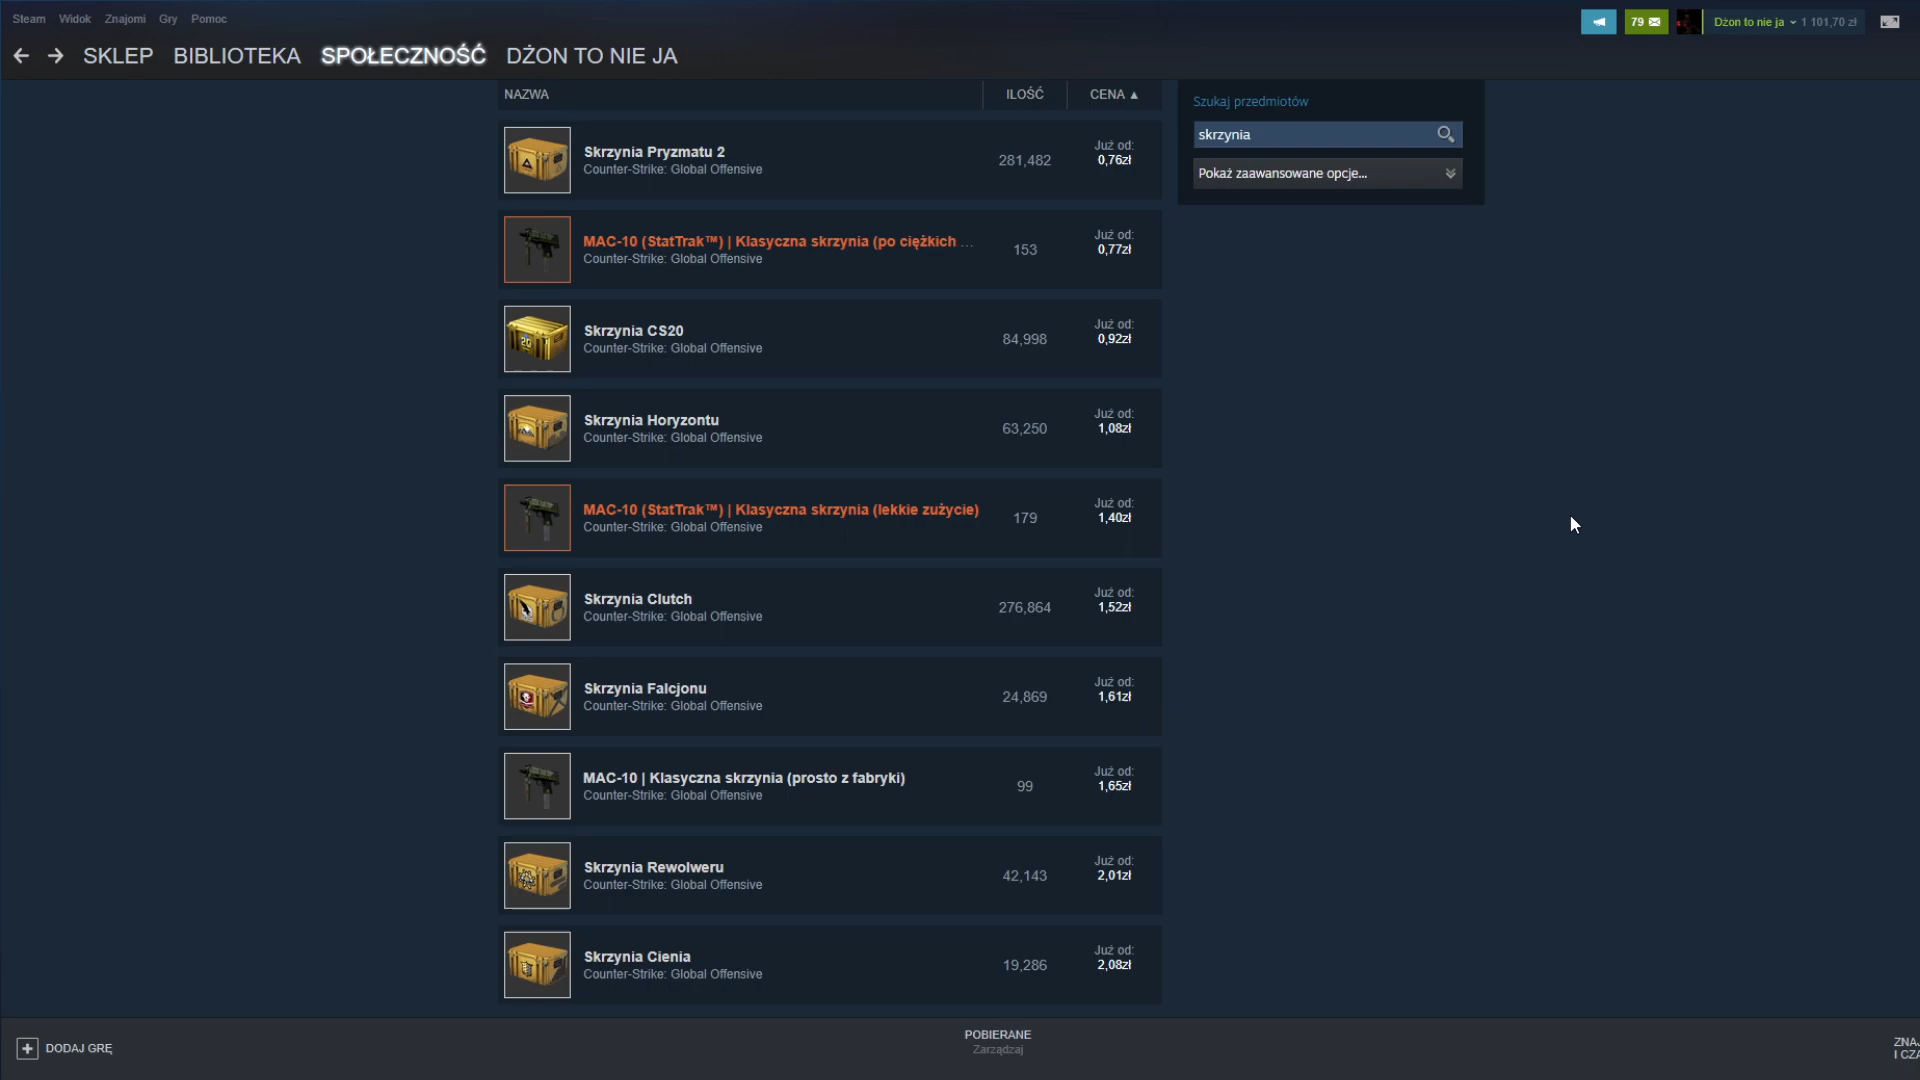 Steam Widok Znajomi Gry Pomoc
79 Dżon to nie ja 1 101,70 zł
SKLEP BIBLIOTEKA SPOŁECZNOŚĆ DŻON TO NIE JA
NAZWA ILOŚĆ CENA ▲
Szukaj przedmiotów
skrzynia
Pokaż zaawansowane opcje...
Skrzynia Pryzmatu 2
Counter-Strike: Global Offensive
281,482
Już od:
0,76zł
MAC-10 (StatTrak™) | Klasyczna skrzynia (po ciężkich ...
Counter-Strike: Global Offensive
153
Już od:
0,77zł
Skrzynia CS20
Counter-Strike: Global Offensive
84,998
Już od:
0,92zł
Skrzynia Horyzontu
Counter-Strike: Global Offensive
63,250
Już od:
1,08zł
MAC-10 (StatTrak™) | Klasyczna skrzynia (lekkie zużycie)
Counter-Strike: Global Offensive
179
Już od:
1,40zł
Skrzynia Clutch
Counter-Strike: Global Offensive
276,864
Już od:
1,52zł
Skrzynia Falcjonu
Counter-Strike: Global Offensive
24,869
Już od:
1,61zł
MAC-10 | Klasyczna skrzynia (prosto z fabryki)
Counter-Strike: Global Offensive
99
Już od:
1,65zł
Skrzynia Rewolweru
Counter-Strike: Global Offensive
42,143
Już od:
2,01zł
Skrzynia Cienia
Counter-Strike: Global Offensive
19,286
Już od:
2,08zł
DODAJ GRĘ
POBIERANE
Zarządzaj
ZNAJ
I CZA